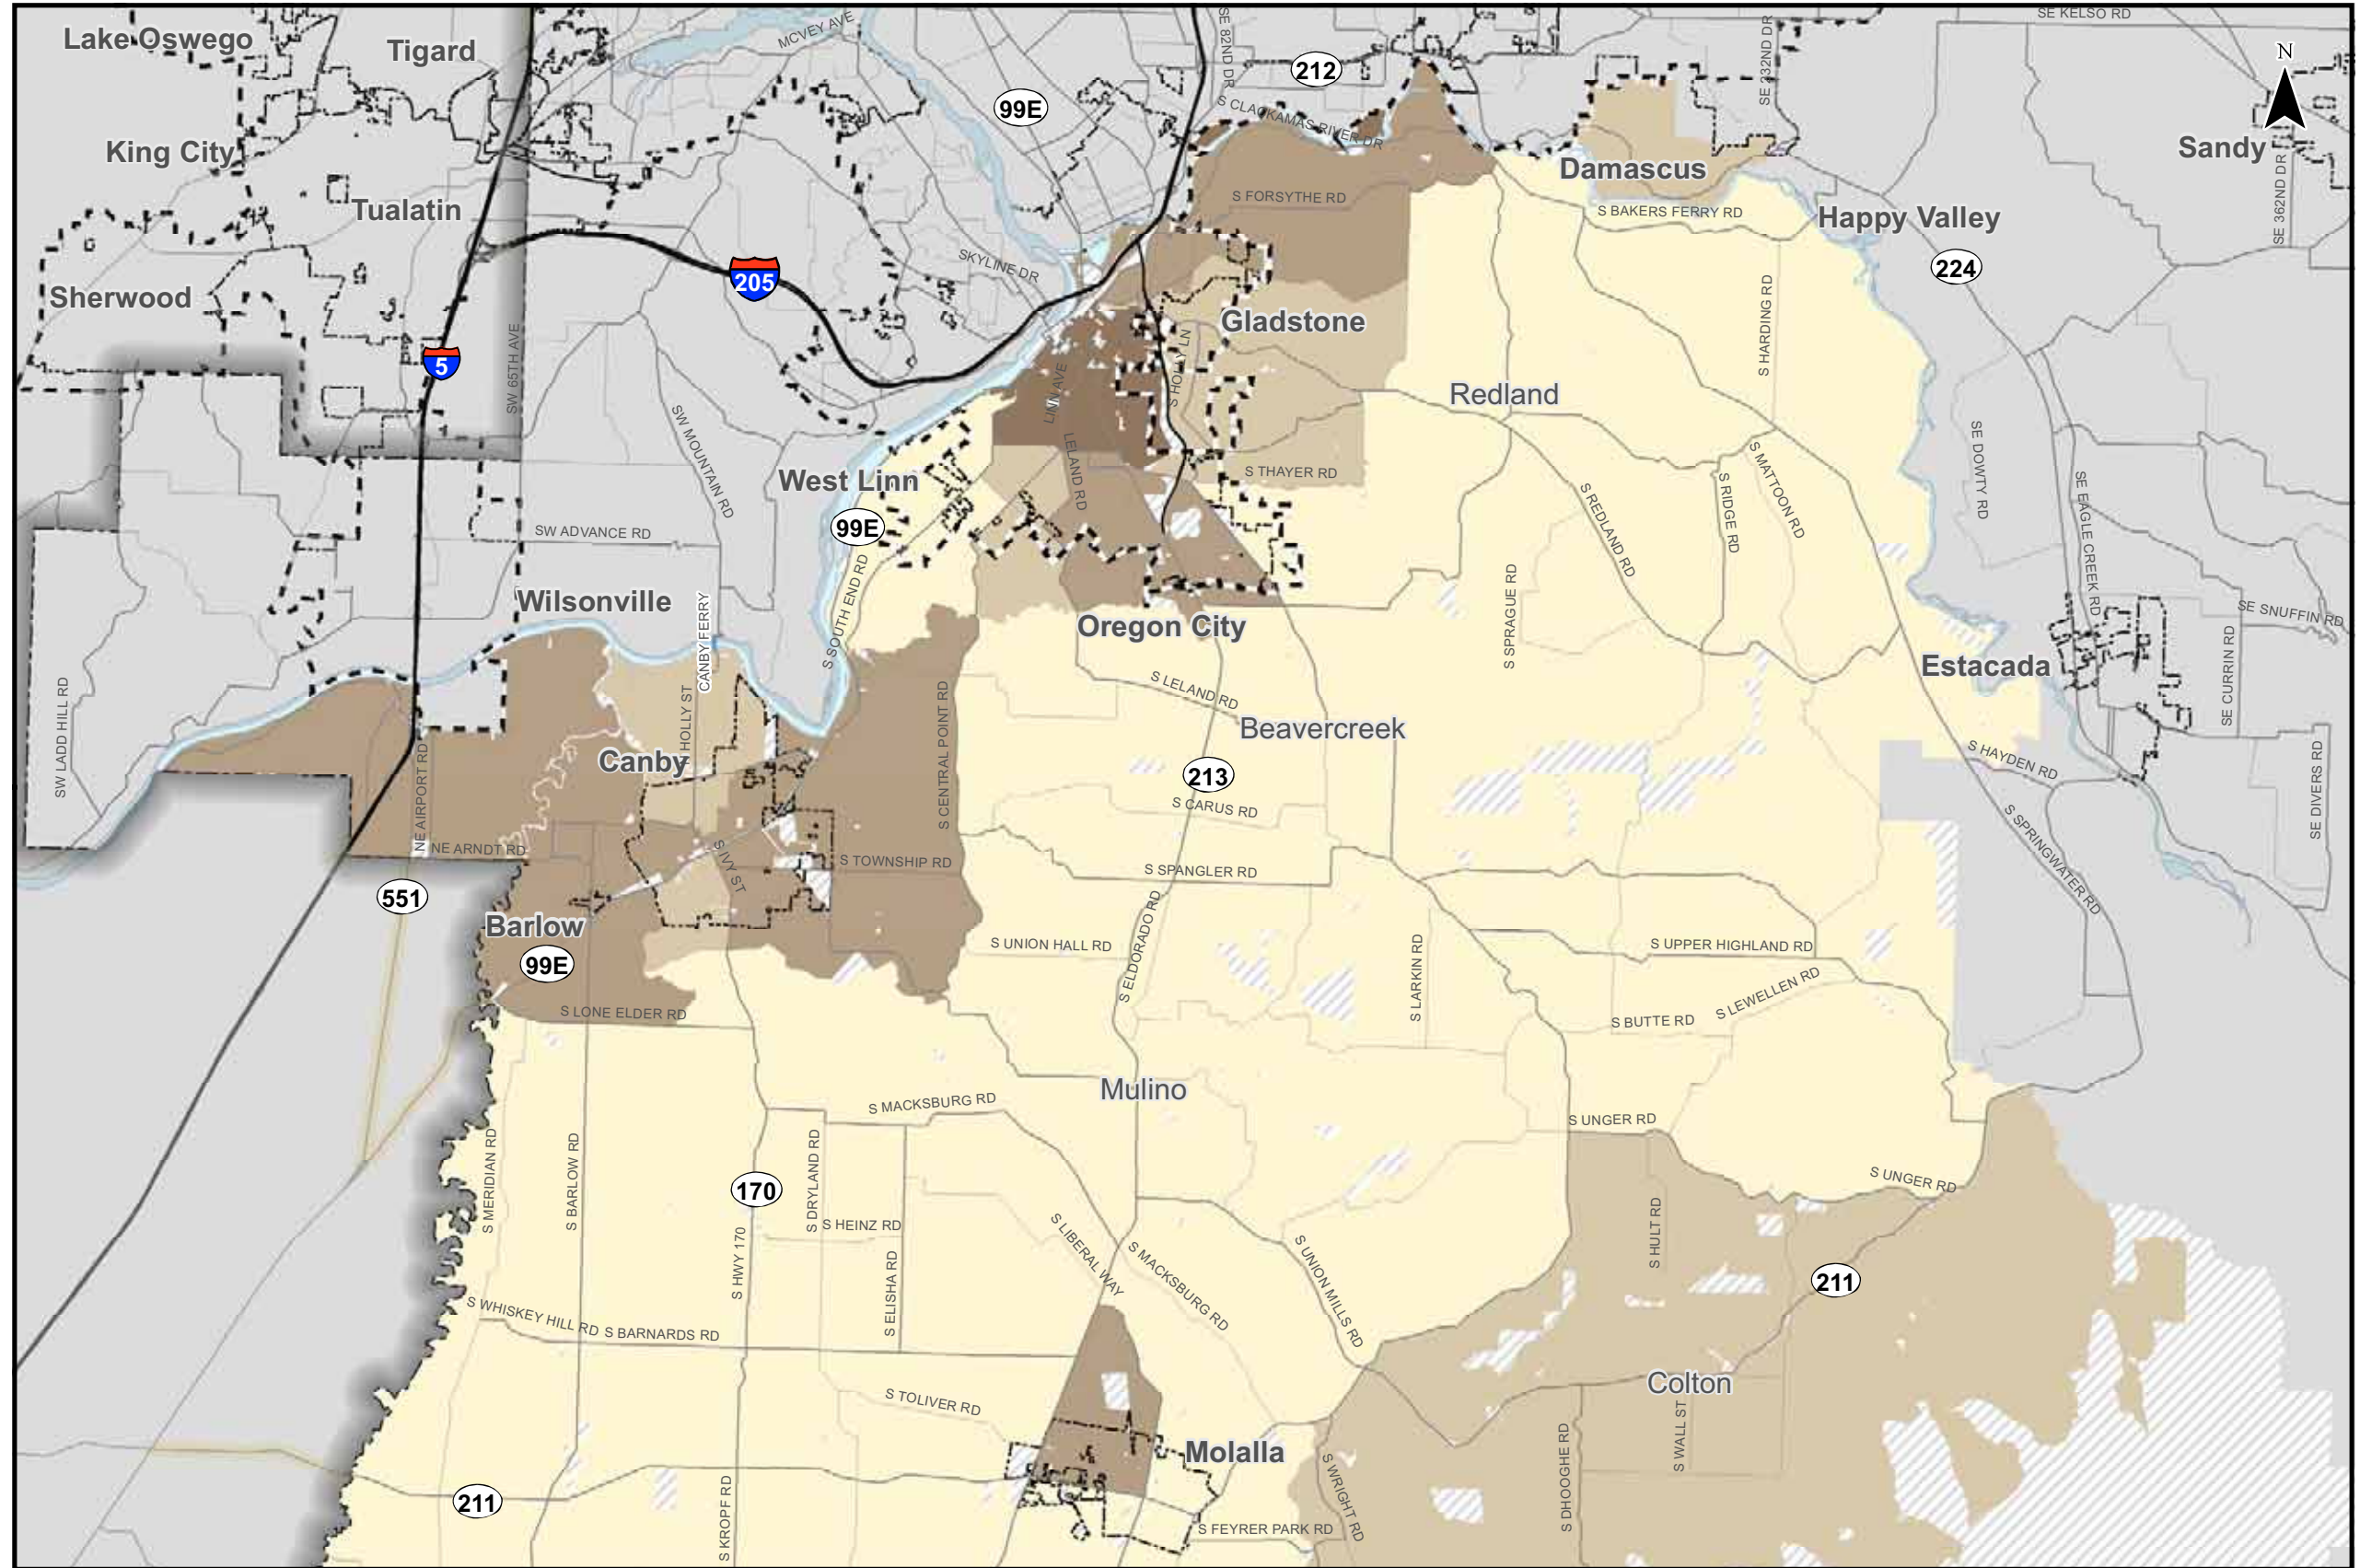 SE KELSO RD
Lake Oswego
Tigard
MCVEY AVE
SE 82ND DR
212
SE 232ND DR
N
99E
S CLACKAMAS RIVER DR
King City
Damascus
Sandy
SE 362ND DR
Tualatin
S FORSYTHE RD
S BAKERS FERRY RD
Happy Valley
SKYLINE DR
224
205
Sherwood
Gladstone
S HARDING RD
5
SW 65TH AVE
LINN AVE
S HOLLY LN
Redland
SW MOUNTAIN RD
LELAND RD
West Linn
S THAYER RD
S MATTOON RD
SE DOWTY RD
S REDLAND RD
S RIDGE RD
SE EAGLE CREEK RD
99E
SW ADVANCE RD
Wilsonville
CANBY FERRY
S SOUTH END RD
S SPRAGUE RD
SE SNUFFIN RD
Oregon City
Estacada
SE CURRIN RD
SW LADD HILL RD
N HOLLY ST
S LELAND RD
S CENTRAL POINT RD
Beavercreek
Canby
S HAYDEN RD
SE DIVERS RD
213
NE AIRPORT RD
S CARUS RD
S SPRINGWATER RD
NE ARNDT RD
S IVY ST
S TOWNSHIP RD
S SPANGLER RD
551
Barlow
S ELDORADO RD
S UNION HALL RD
S LARKIN RD
S UPPER HIGHLAND RD
99E
S LEWELLEN RD
S LONE ELDER RD
S BUTTE RD
Mulino
S MACKSBURG RD
S UNGER RD
S MERIDIAN RD
S BARLOW RD
S DRYLAND RD
170
S UNGER RD
S HEINZ RD
S HULT RD
S HWY 170
S ELISHA RD
S LIBERAL WAY
S MACKSBURG RD
S UNION MILLS RD
211
S WHISKEY HILL RD
S BARNARDS RD
Colton
S TOLIVER RD
S WALL ST
S DHOOGHE RD
Molalla
S WRIGHT RD
211
S KROPF RD
S FEYRER PARK RD